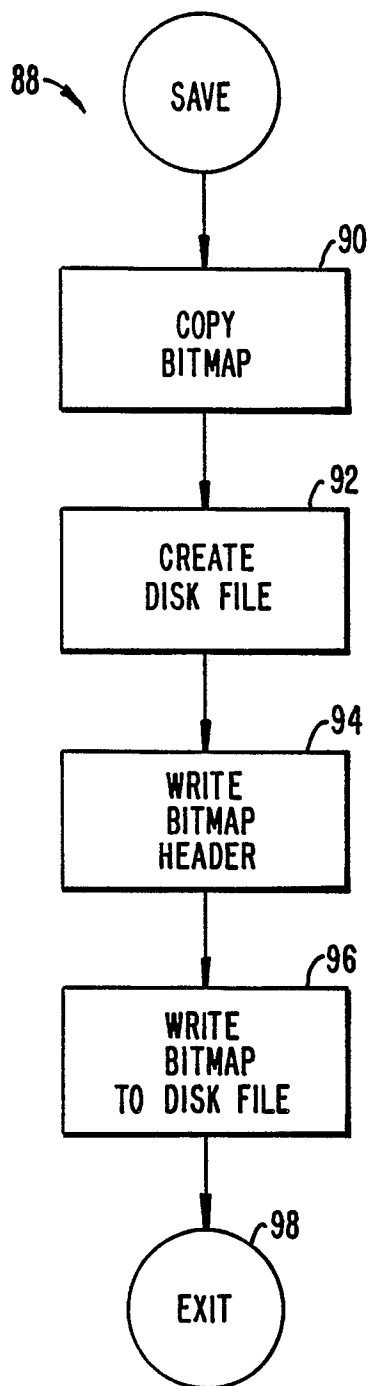 88
SAVE
90
COPY
BITMAP
92
CREATE
DISK FILE
94
WRITE
BITMAP
HEADER
96
WRITE
BITMAP
TO DISK FILE
98
EXIT